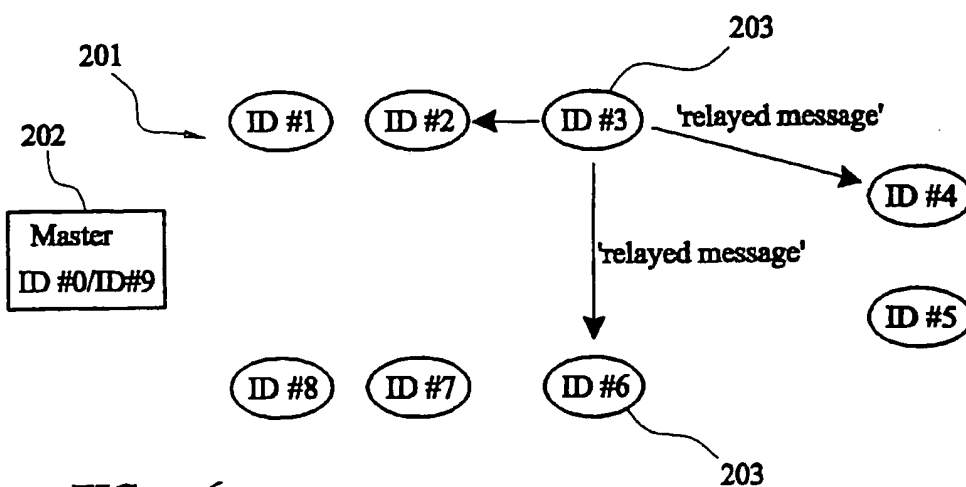 203
201
ID #1
ID #2
ID #3
'relayed message'
202
ID #4
Master
ID #0/ID#9
'relayed message'
ID #5
ID #8
ID #7
ID #6
203